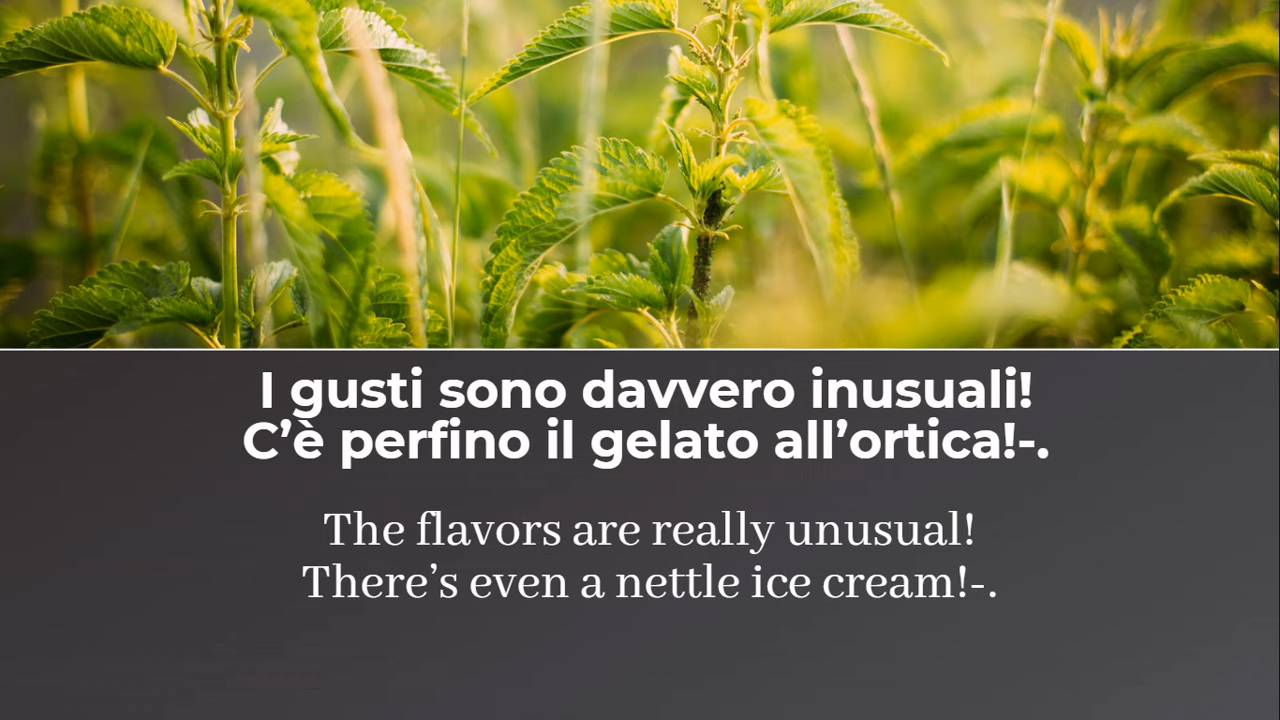 I gusti sono davvero inusuali!
C’è perfino il gelato all’ortica!-.
The flavors are really unusual!
There’s even a nettle ice cream!-.